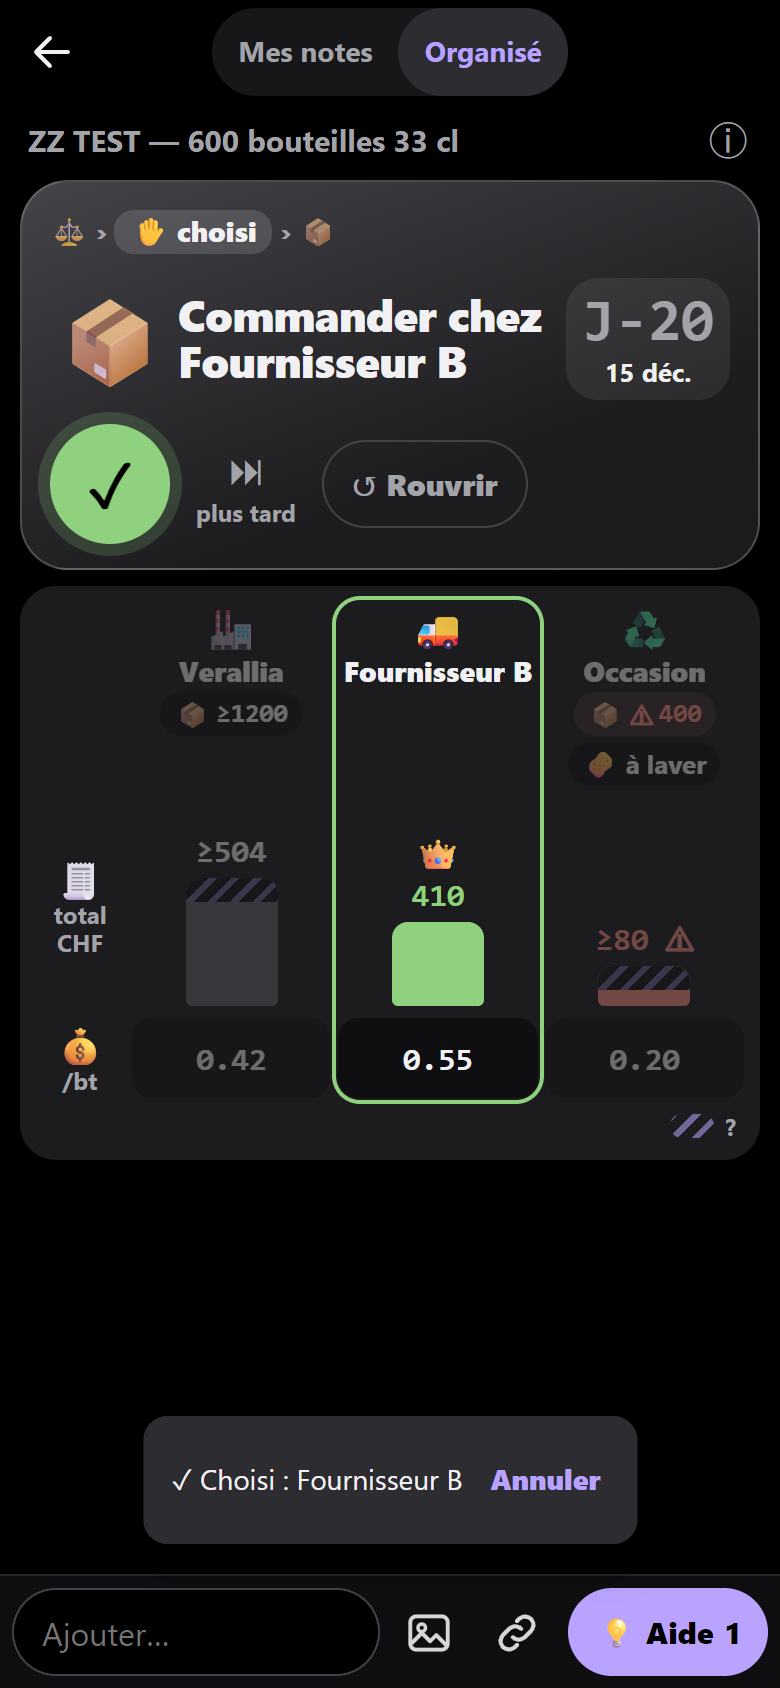 Mes notes
Organisé
ZZ TEST — 600 bouteilles 33 cl
choisi
Commander chez
Fournisseur B
J-20
15 déc.
plus tard
Rouvrir
Verallia
Fournisseur B
Occasion
≥1200
400
à laver
total
CHF
≥504
410
≥80
/bt
0.42
0.55
0.20
?
✓ Choisi : Fournisseur B
Annuler
Ajouter...
Aide 1